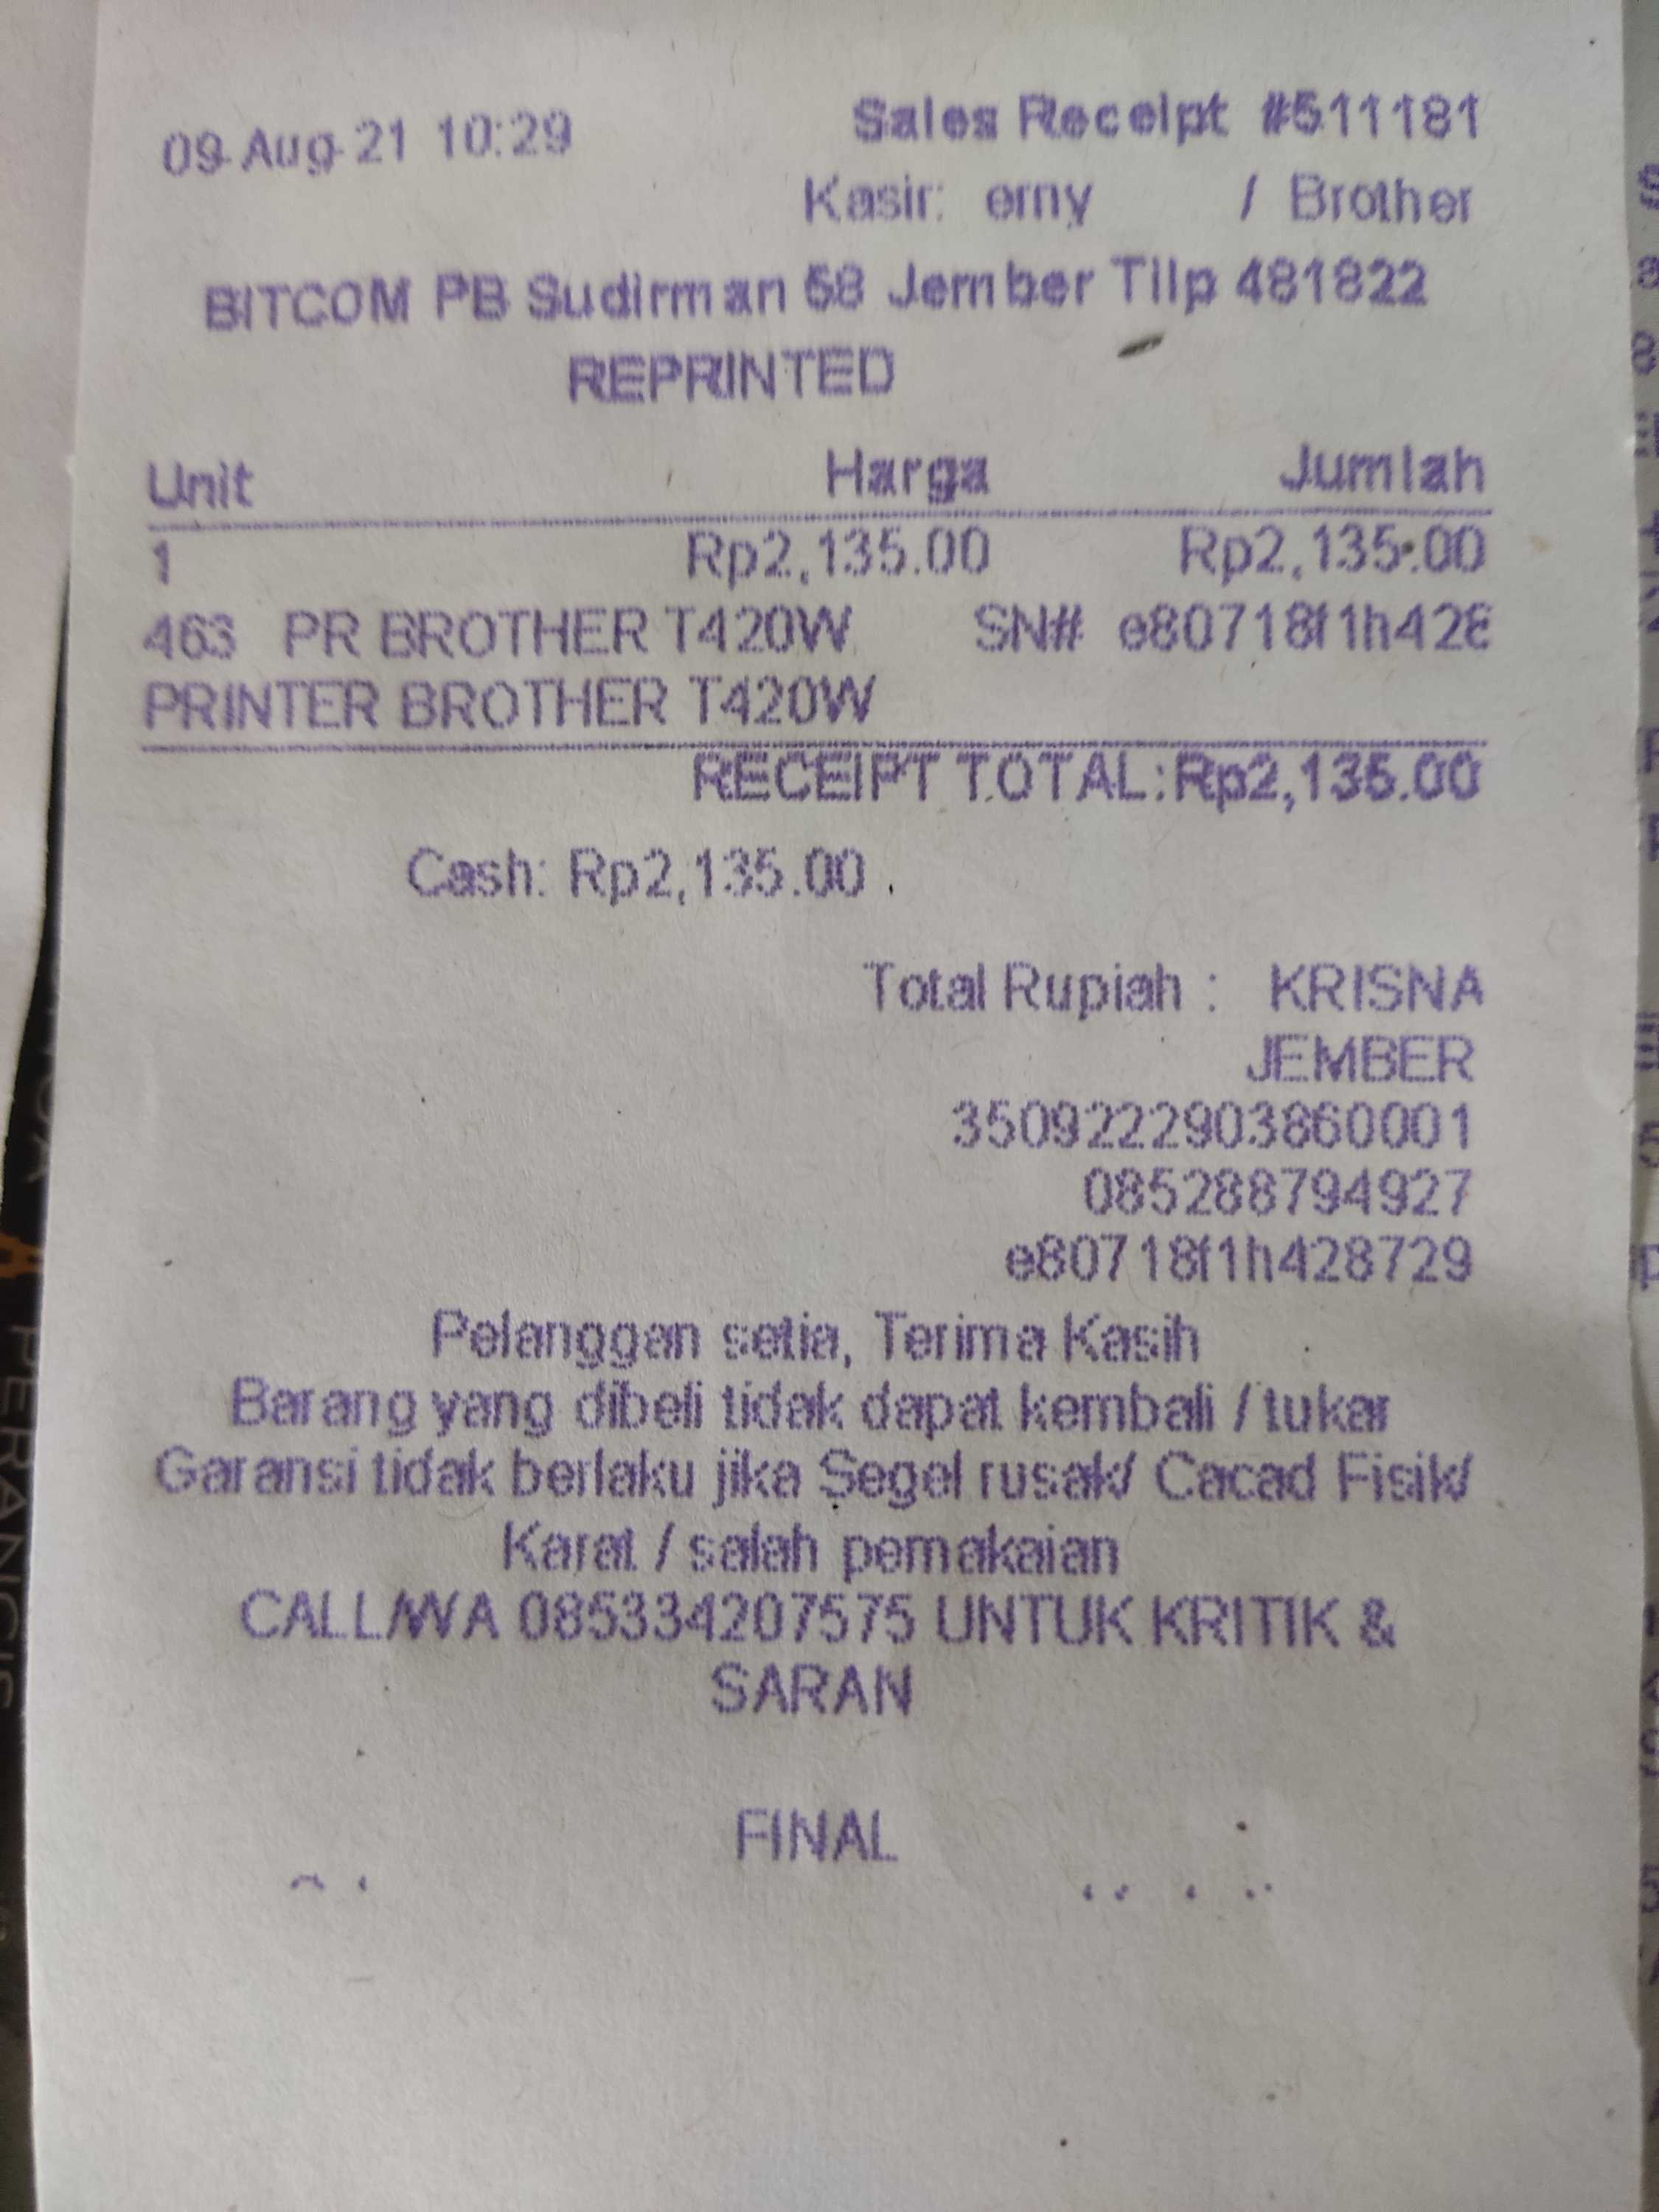 09-Aug-21 10:29 Sales Receipt #511181
Kasir: erny / Brother
BITCOM PB Sudirman 58 Jember Tllp 481822
REPRINTED
Unit Harga Jumlah
1 Rp2,135.00 Rp2,135.00
463 PR BROTHER T420W SN# e80718f1h428
PRINTER BROTHER T420W
RECEIPT TOTAL:Rp2,135.00
Cash: Rp2,135.00
Total Rupiah : KRISNA
JEMBER
3509222903860001
085288794927
e80718f1h428729
Pelanggan setia, Terima Kasih
Barang yang dibeli tidak dapat kembali / tukar
Garansi tidak berlaku jika Segel rusak/ Cacad Fisik/
Karat / salah pemakaian
CALL/WA 085334207575 UNTUK KRITIK &
SARAN
FINAL